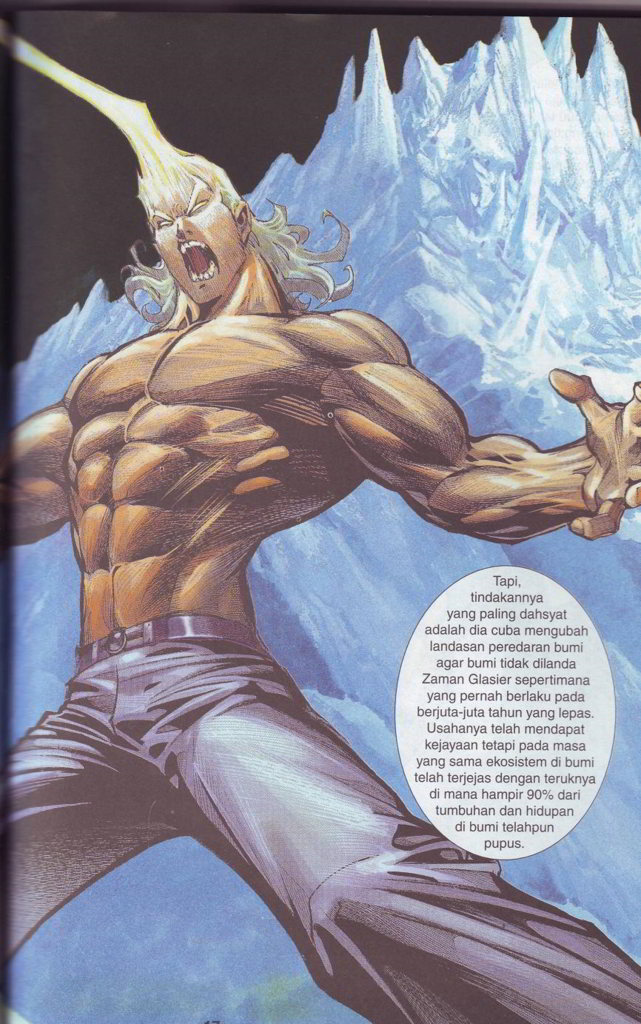 Tapi,
tindakannya
yang paling dahsyat
adalah dia cuba mengubah
landasan peredaran bumi
agar bumi tidak dilanda
Zaman Glasier sepertimana
yang pernah berlaku pada
berjuta-juta tahun yang lepas.
Usahanya telah mendapat
kejayaan tetapi pada masa
yang sama ekosistem di bumi
telah terjejas dengan teruknya
di mana hampir 90% dari
tumbuhan dan hidupan
di bumi telahpun
pupus.